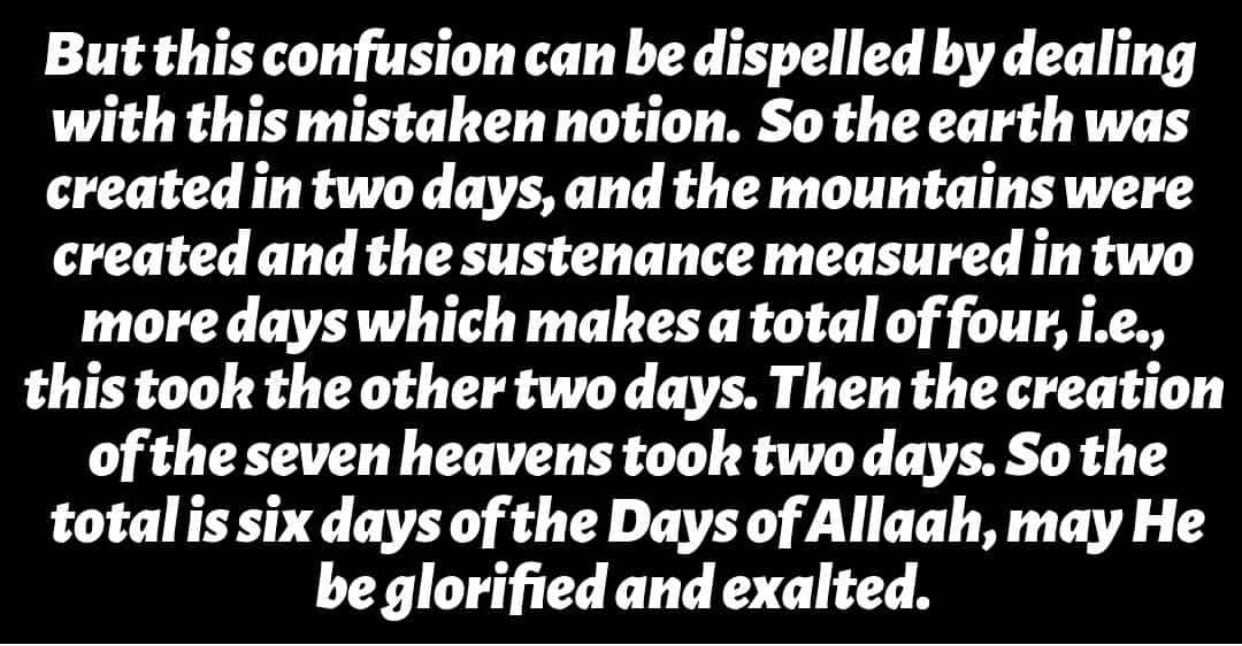 But this confusion can be dispelled by dealing
with this mistaken notion. So the earth was
created in two days, and the mountains were
created and the sustenance measured in two
more days which makes a total of four, i.e.,
this took the other two days. Then the creation
of the seven heavens took two days. So the
total is six days of the Days of Allaah, may He
be glorified and exalted.